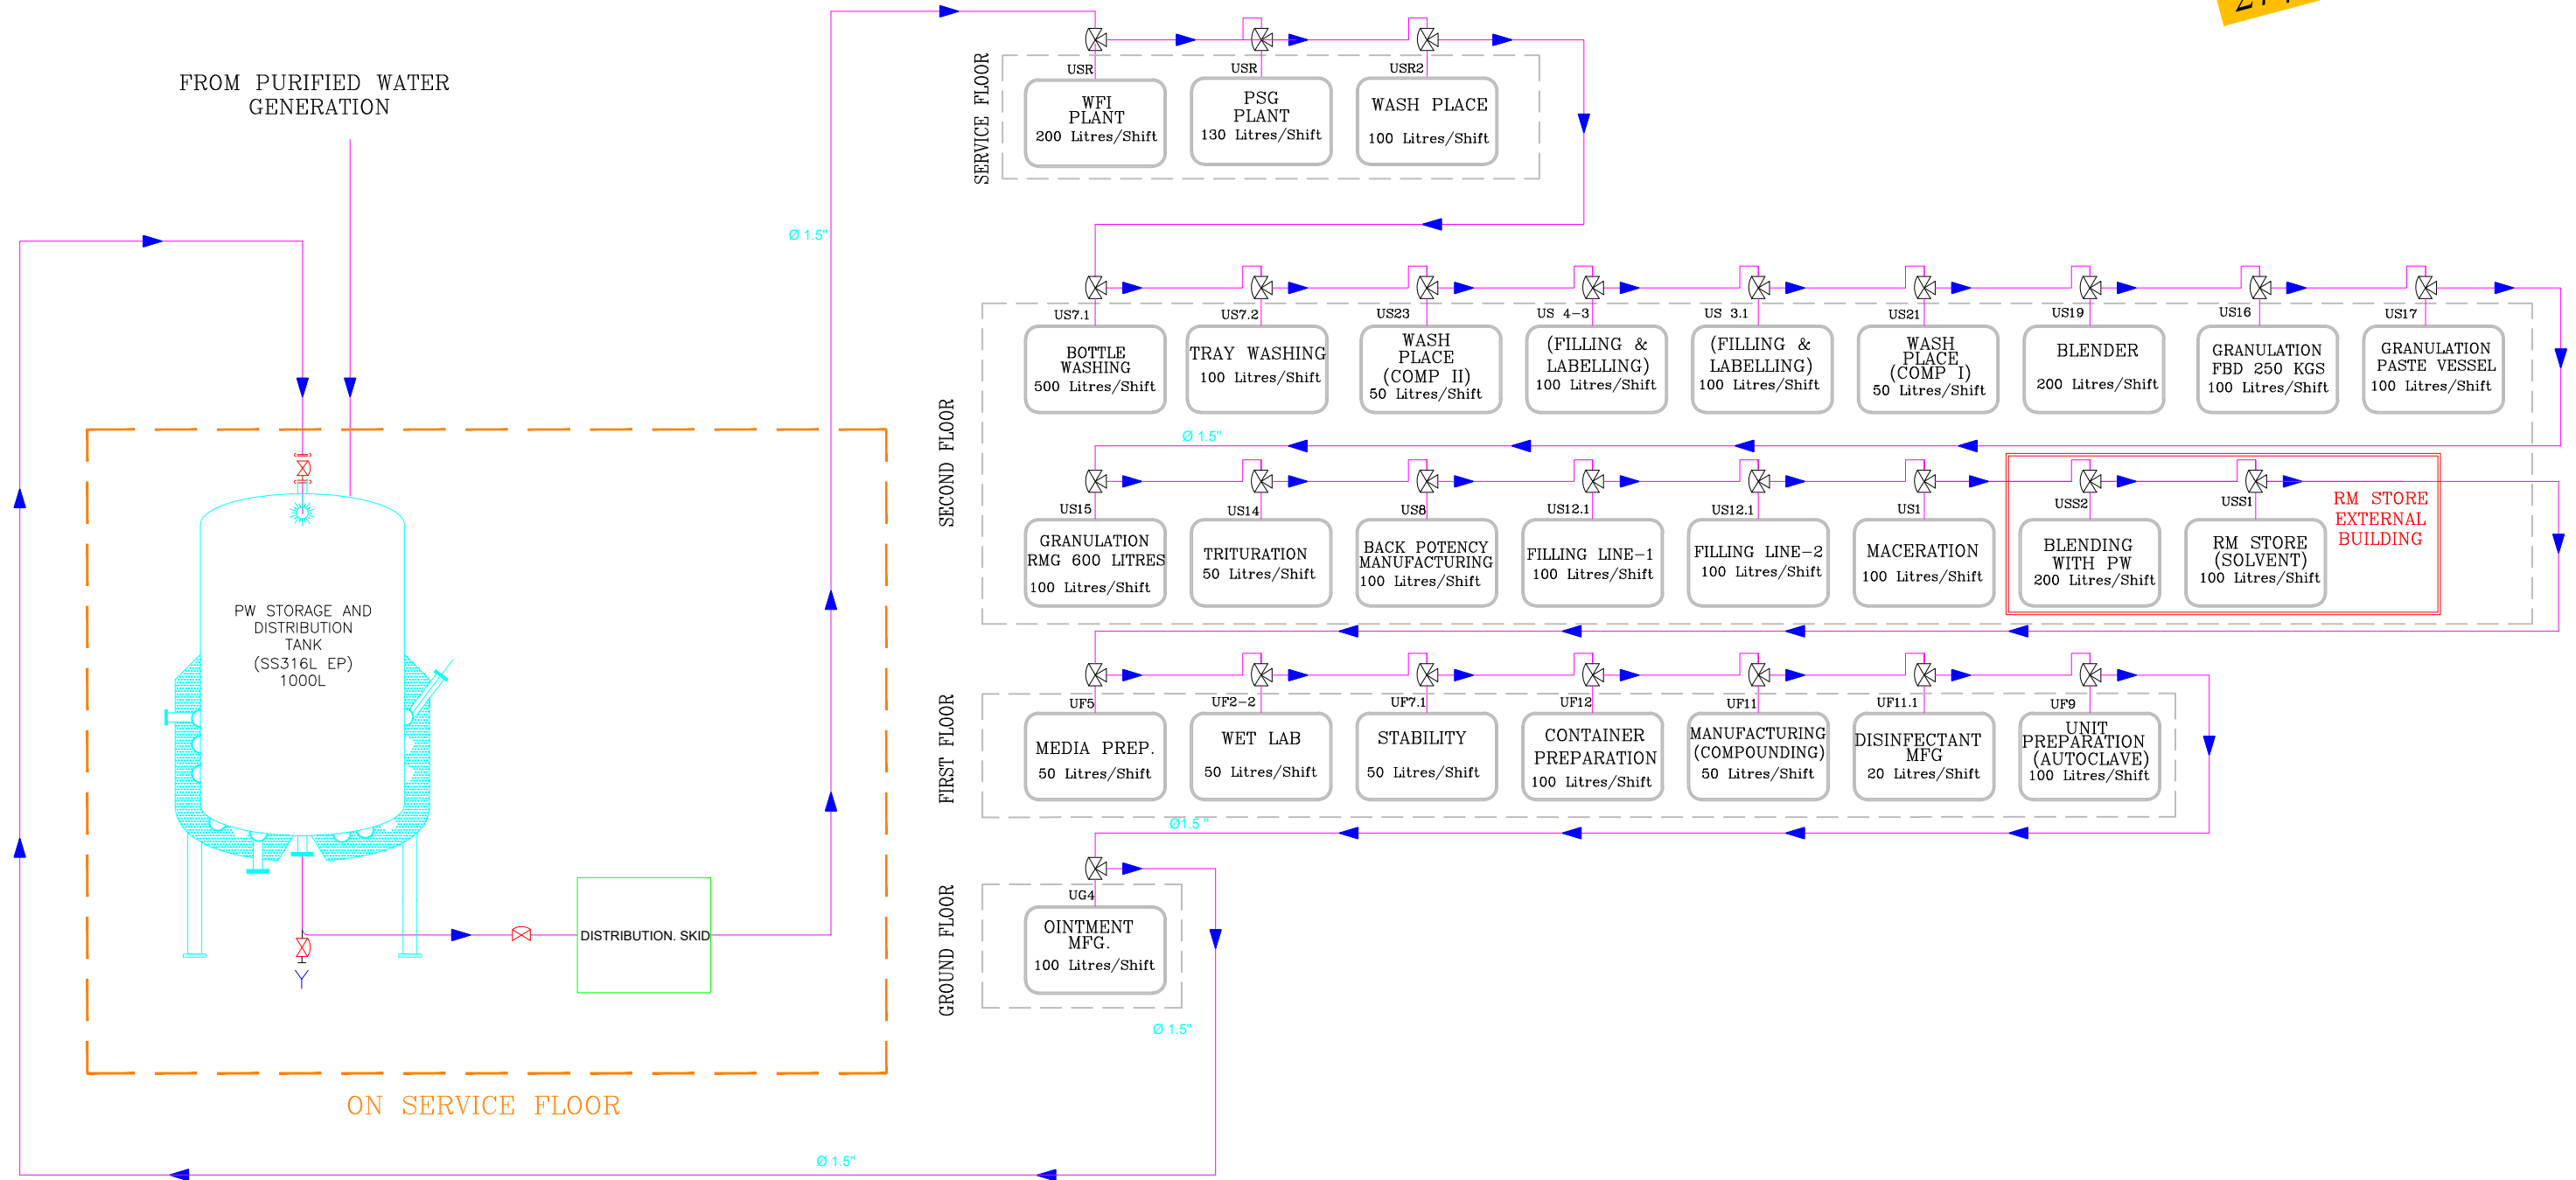 FROM PURIFIED WATER
GENERATION
Ø 1.5"
SERVICE FLOOR
USR
WFI
PLANT
200 Litres/Shift
USR
PSG
PLANT
130 Litres/Shift
USR2
WASH PLACE
100 Litres/Shift
SECOND FLOOR
US7.1
BOTTLE
WASHING
500 Litres/Shift
US7.2
TRAY WASHING
100 Litres/Shift
US23
WASH
PLACE
(COMP II)
50 Litres/Shift
US 4-3
(FILLING &
LABELLING)
100 Litres/Shift
US 3.1
(FILLING &
LABELLING)
100 Litres/Shift
US21
WASH
PLACE
(COMP I)
50 Litres/Shift
US19
BLENDER
200 Litres/Shift
US16
GRANULATION
FBD 250 KGS
100 Litres/Shift
US17
GRANULATION
PASTE VESSEL
100 Litres/Shift
Ø 1.5"
US15
GRANULATION
RMG 600 LITRES
100 Litres/Shift
US14
TRITURATION
50 Litres/Shift
US8
BACK POTENCY
MANUFACTURING
100 Litres/Shift
US12.1
FILLING LINE-1
100 Litres/Shift
US12.1
FILLING LINE-2
100 Litres/Shift
US1
MACERATION
100 Litres/Shift
USS2
BLENDING
WITH PW
200 Litres/Shift
USS1
RM STORE
(SOLVENT)
100 Litres/Shift
RM STORE
EXTERNAL
BUILDING
PW STORAGE AND
DISTRIBUTION
TANK
(SS316L EP)
1000L
FIRST FLOOR
UF5
MEDIA PREP.
50 Litres/Shift
UF2-2
WET LAB
50 Litres/Shift
UF7.1
STABILITY
50 Litres/Shift
UF12
CONTAINER
PREPARATION
100 Litres/Shift
UF11
MANUFACTURING
(COMPOUNDING)
50 Litres/Shift
UF11.1
DISINFECTANT
MFG
20 Litres/Shift
UF9
UNIT
PREPARATION
(AUTOCLAVE)
100 Litres/Shift
Ø1.5 "
GROUND FLOOR
UG4
OINTMENT
MFG.
100 Litres/Shift
DISTRIBUTION. SKID
Ø 1.5"
ON SERVICE FLOOR
Ø 1.5"